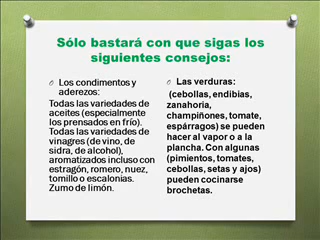 Sólo bastará con que sigas los
siguientes consejos:
Los condimentos y
aderezos:
Todas las variedades de
aceites (especialmente
los prensados en frío).
Todas las variedades de
vinagres (de vino, de
sidra, de alcohol),
aromatizados incluso con
estragón, romero, nuez,
tomillo o escalonias.
Zumo de limón.
Las verduras:
(cebollas, endibias,
zanahoria,
champiñones, tomate,
espárragos) se pueden
hacer al vapor o a la
plancha. Con algunas
(pimientos, tomates,
cebollas, setas y ajos)
pueden cocinarse
brochetas.